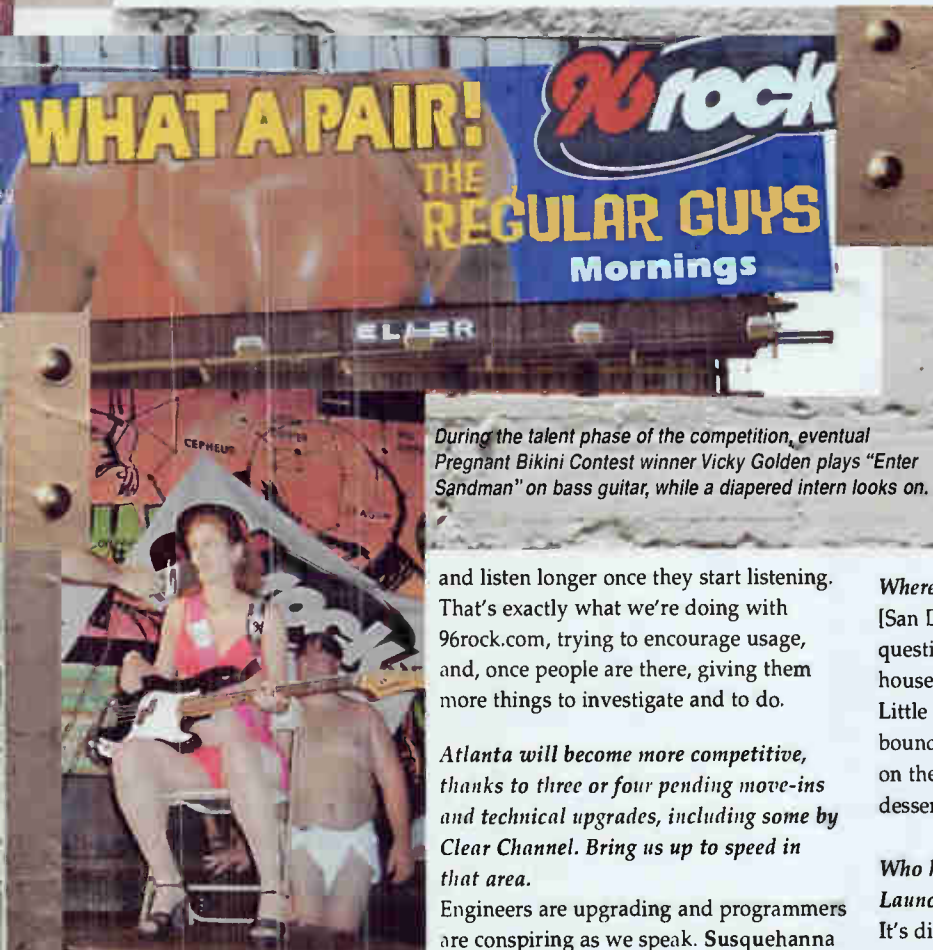 WHAT A PAIR!
96 rock
THE
REGULAR GUYS
Mornings
ELLER
CEPHEUS
During the talent phase of the competition, eventual
Pregnant Bikini Contest winner Vicky Golden plays "Enter
Sandman" on bass guitar, while a diapered intern looks on.
and listen longer once they start listening.
That's exactly what we're doing with
96rock.com, trying to encourage usage,
and, once people are there, giving them
more things to investigate and to do.
Atlanta will become more competitive,
thanks to three or four pending move-ins
and technical upgrades, including some by
Clear Channel. Bring us up to speed in
that area.
Engineers are upgrading and programmers
are conspiring as we speak. Susquehanna
Where
[San D
questi
house
Little
bound
on the
desser
Who
Launc
It's di